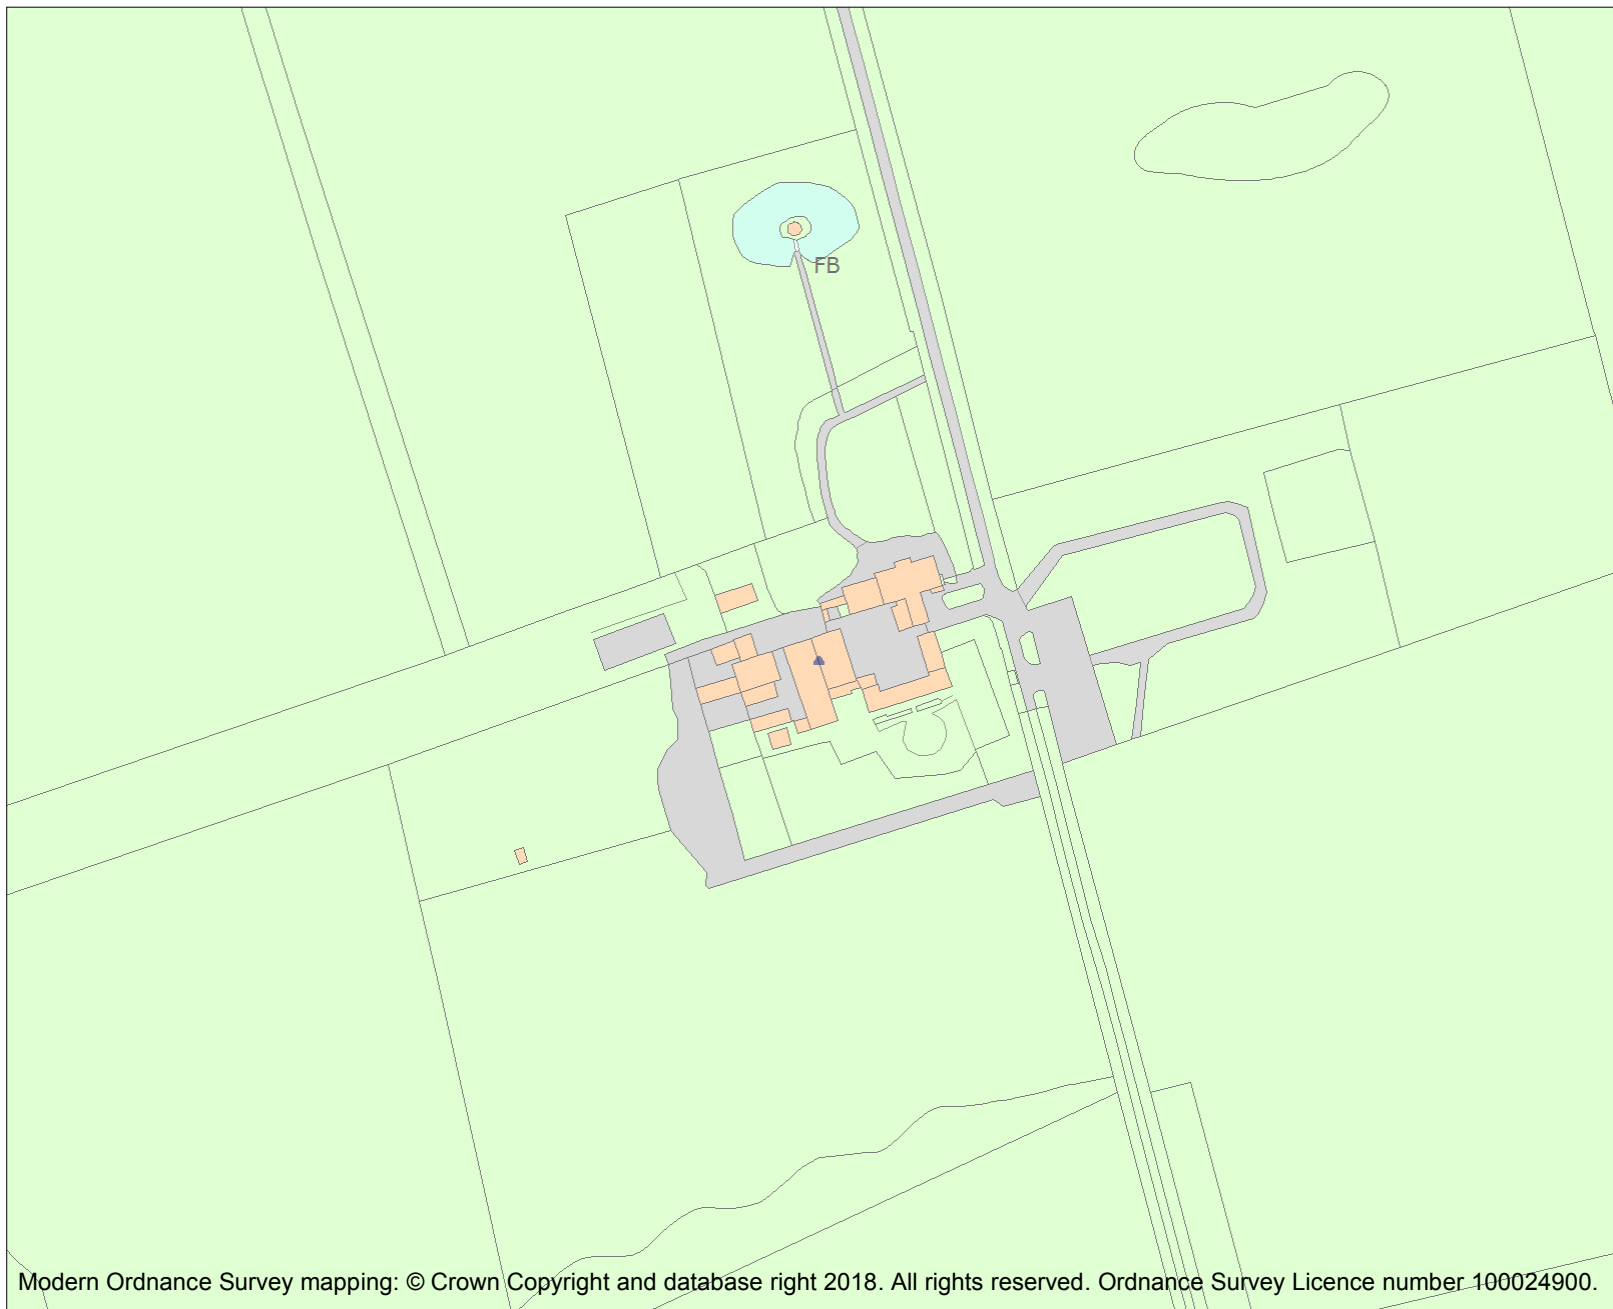 FB
Modern Ordnance Survey mapping: © Crown Copyright and database right 2018. All rights reserved. Ordnance Survey Licence number 100024900.